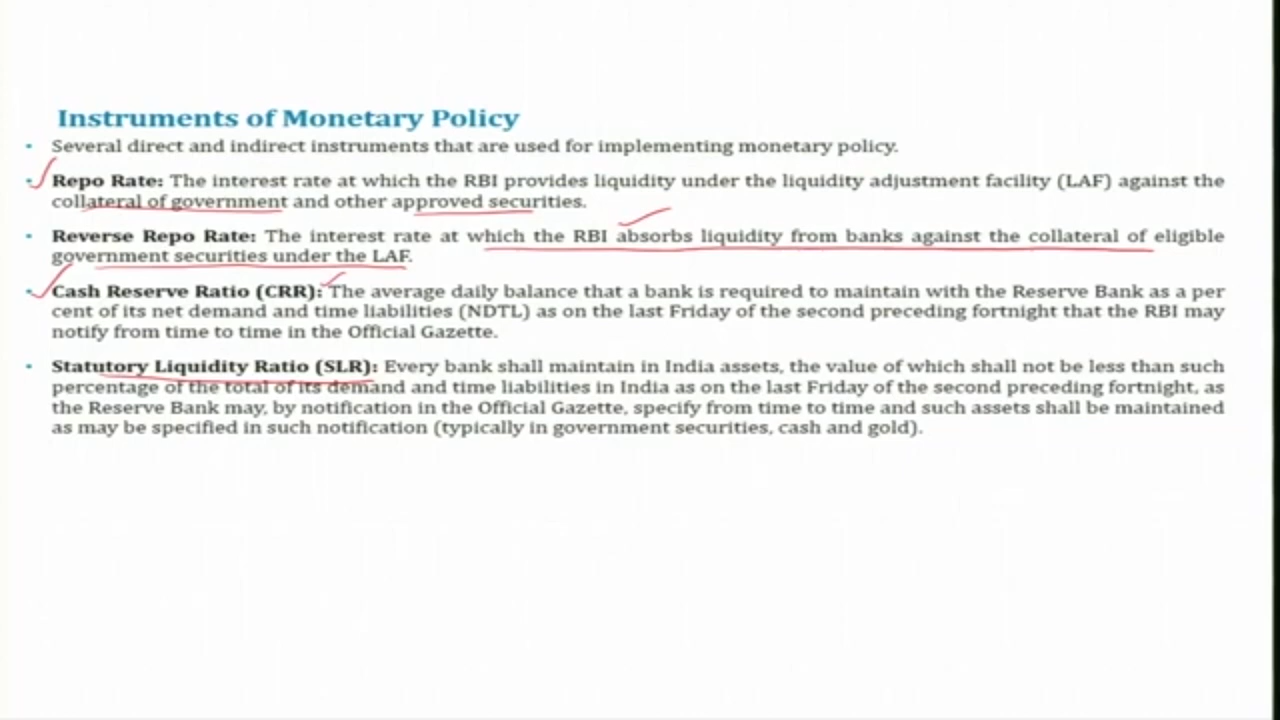 Instruments of Monetary Policy
• Several direct and indirect instruments that are used for implementing monetary policy.
• Repo Rate: The interest rate at which the RBI provides liquidity under the liquidity adjustment facility (LAF) against the
collateral of government and other approved securities.
• Reverse Repo Rate: The interest rate at which the RBI absorbs liquidity from banks against the collateral of eligible
government securities under the LAF.
• Cash Reserve Ratio (CRR): The average daily balance that a bank is required to maintain with the Reserve Bank as a per
cent of its net demand and time liabilities (NDTL) as on the last Friday of the second preceding fortnight that the RBI may
notify from time to time in the Official Gazette.
• Statutory Liquidity Ratio (SLR): Every bank shall maintain in India assets, the value of which shall not be less than such
percentage of the total of its demand and time liabilities in India as on the last Friday of the second preceding fortnight, as
the Reserve Bank may, by notification in the Official Gazette, specify from time to time and such assets shall be maintained
as may be specified in such notification (typically in government securities, cash and gold).